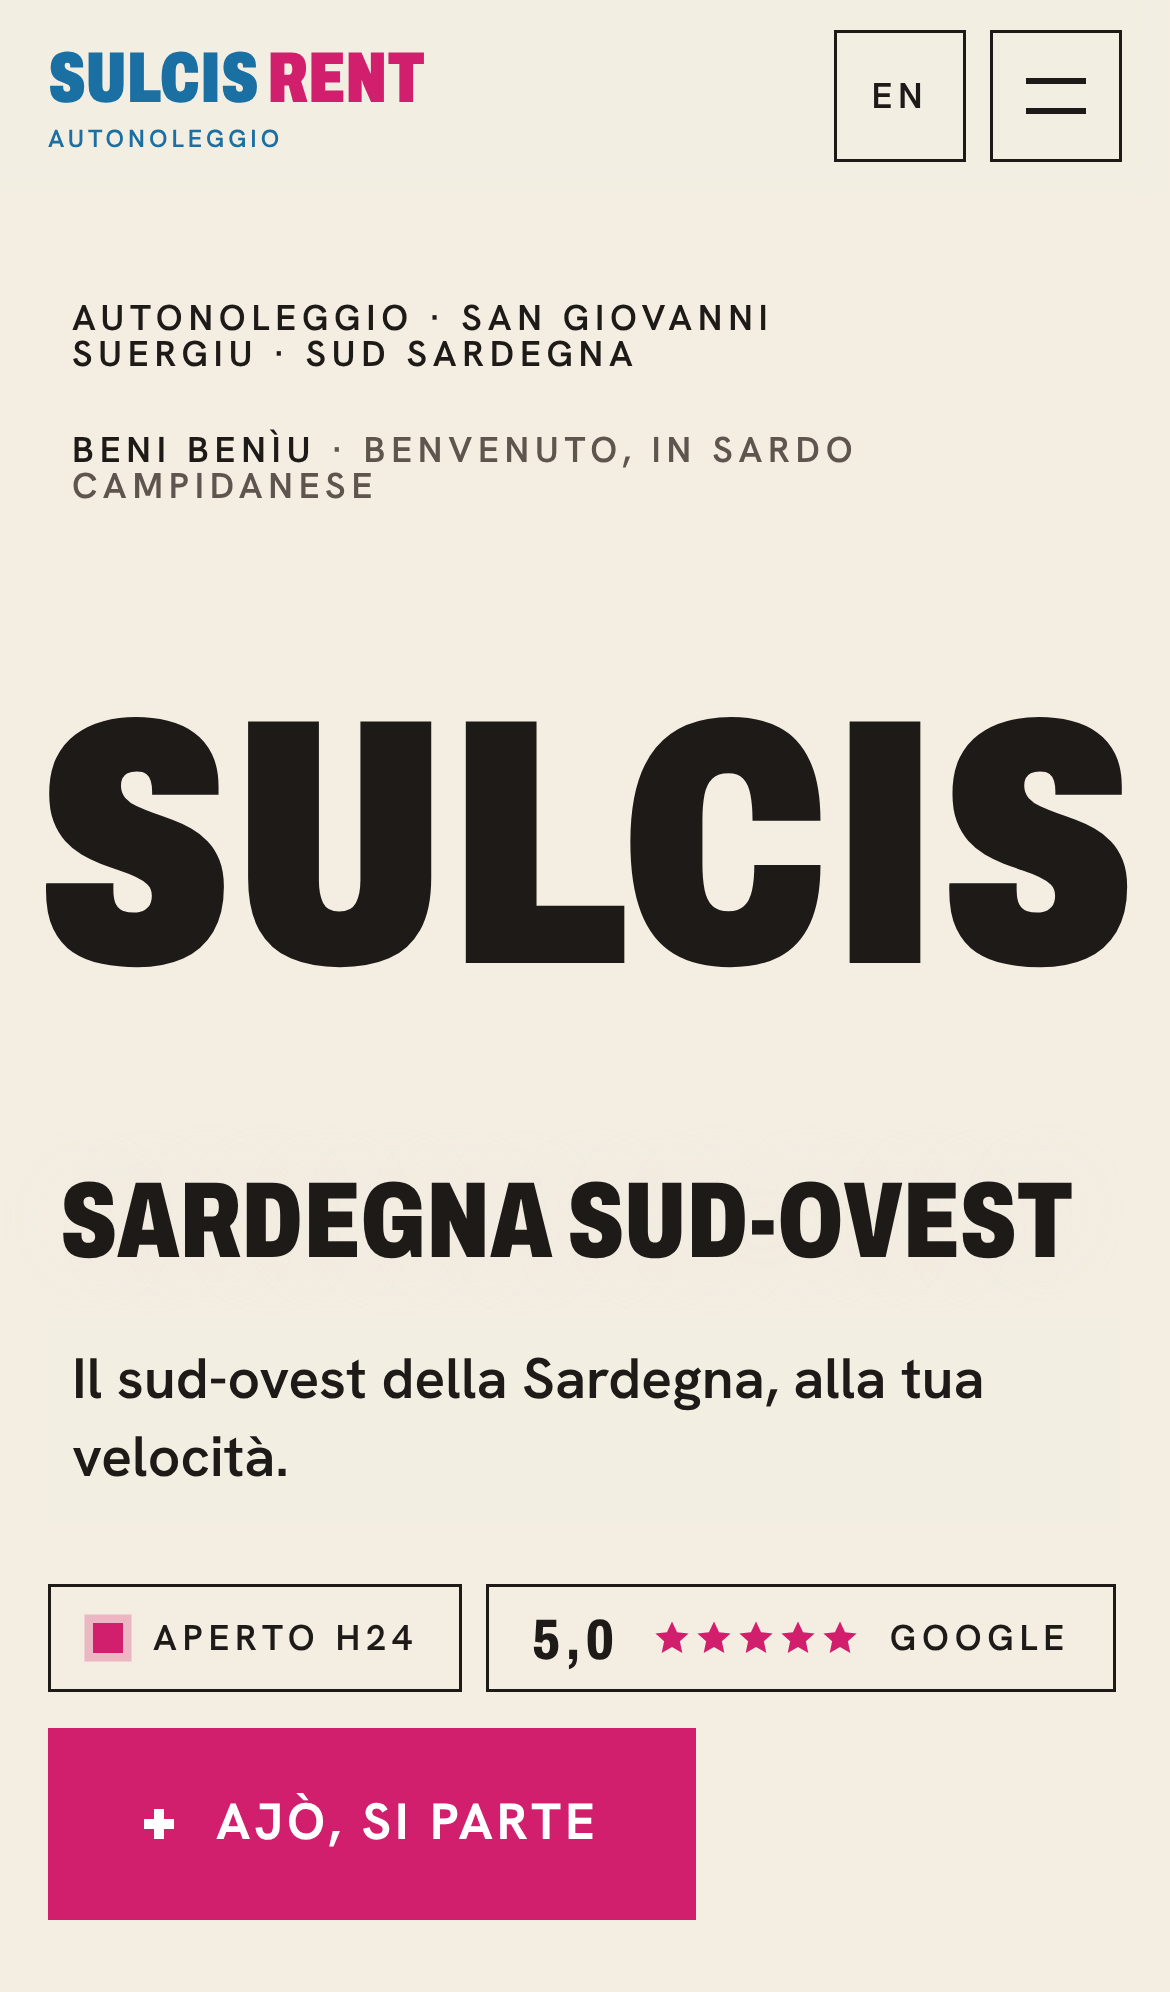 SULCIS RENT
AUTONOLEGGIO
EN
AUTONOLEGGIO · SAN GIOVANNI
SUERGIU · SUD SARDEGNA
BENI BENÌU · BENVENUTO, IN SARDO
CAMPIDANESE
SULCIS
SARDEGNA SUD-OVEST
Il sud-ovest della Sardegna, alla tua
velocità.
APERTO H24
5,0 ★★★★★ GOOGLE
+ AJÒ, SI PARTE